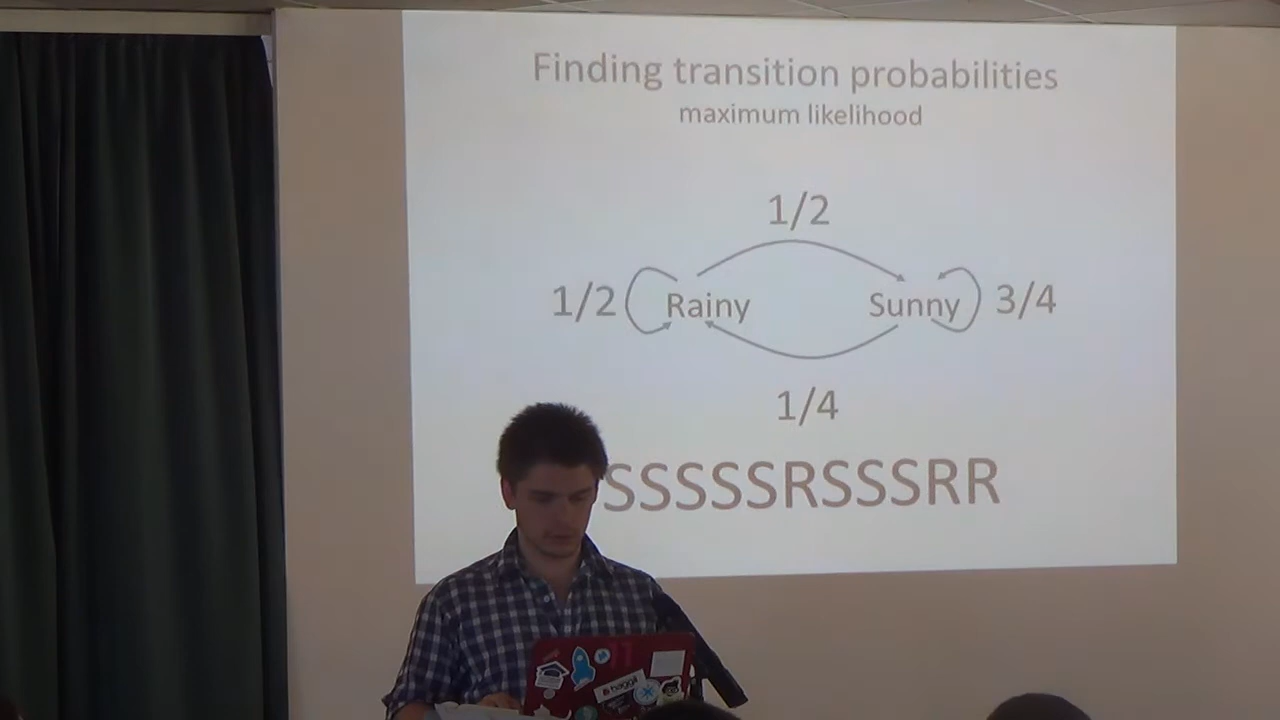 Finding transition probabilities
maximum likelihood
1/2
1/2 Rainy Sunny 3/4
1/4
SSSSSRSSSRR